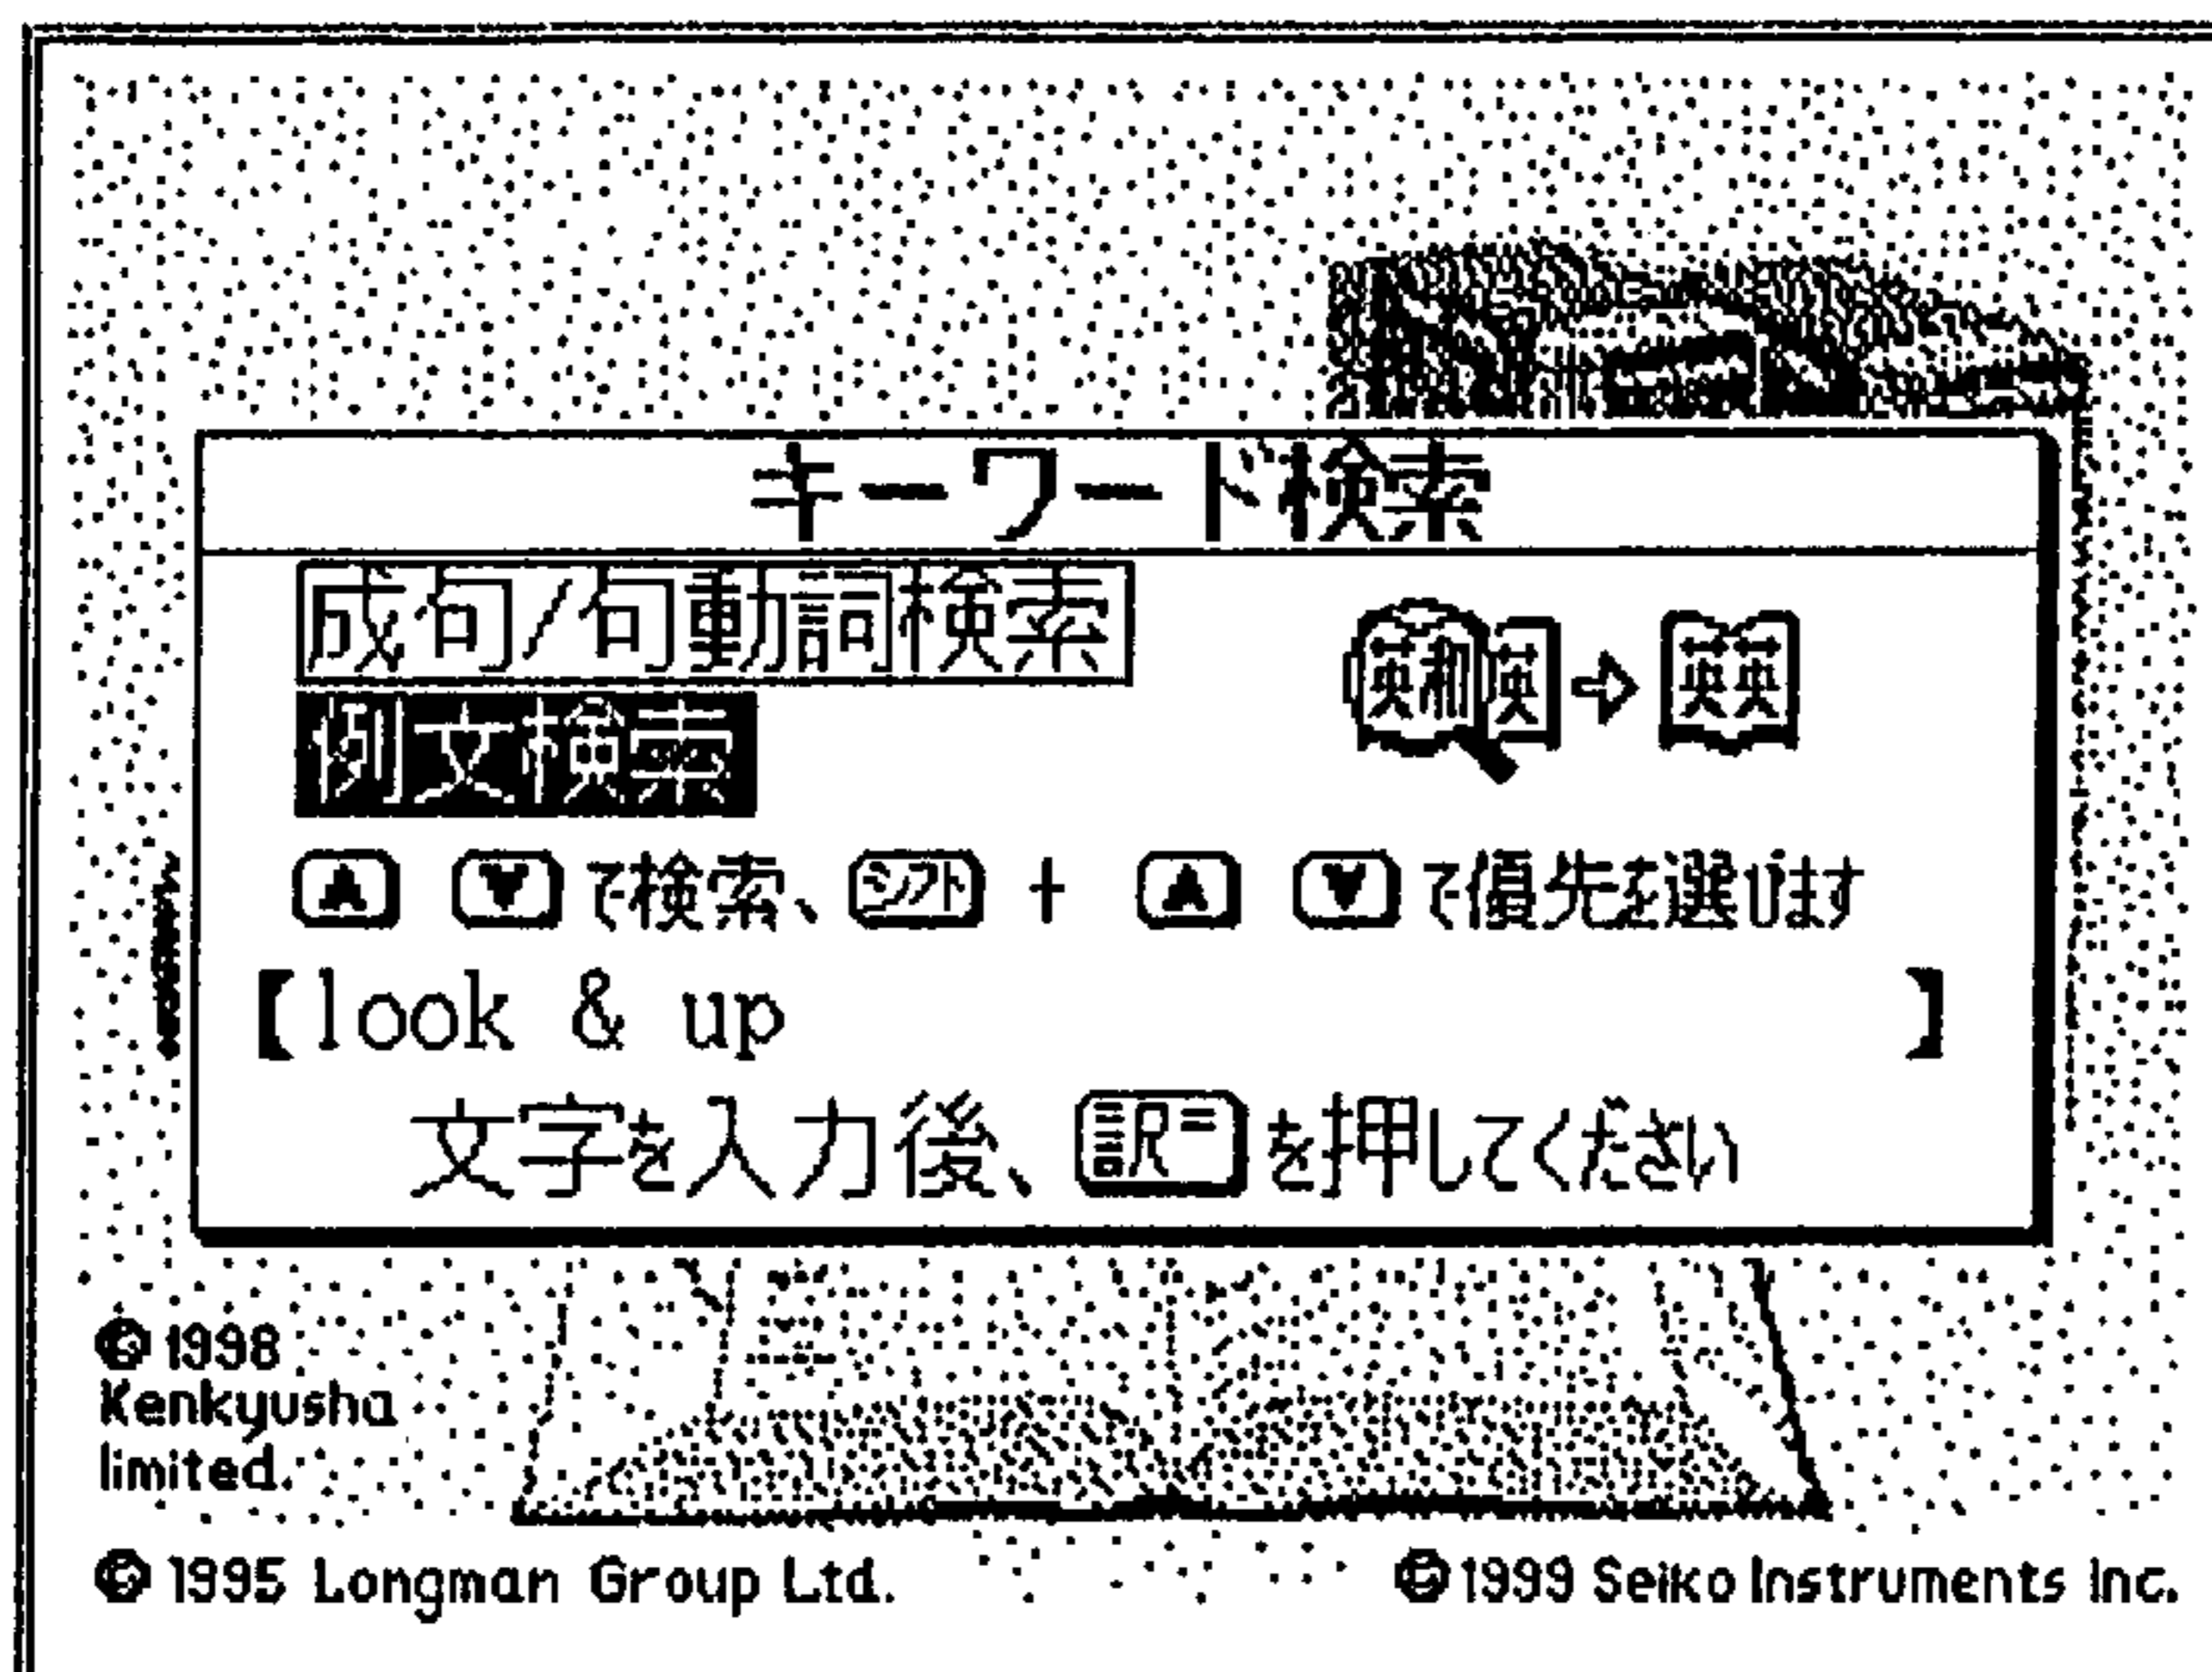 キーワード検索
成句/句動詞検索
例文検索
英和 英 ⇨ 英英
▲ ▼で検索、シフト + ▲ ▼で優先を選びます
【look & up 】
文字を入力後、訳ニを押してください
© 1998
Kenkyusha
limited.
© 1995 Longman Group Ltd.
© 1999 Seiko Instruments Inc.